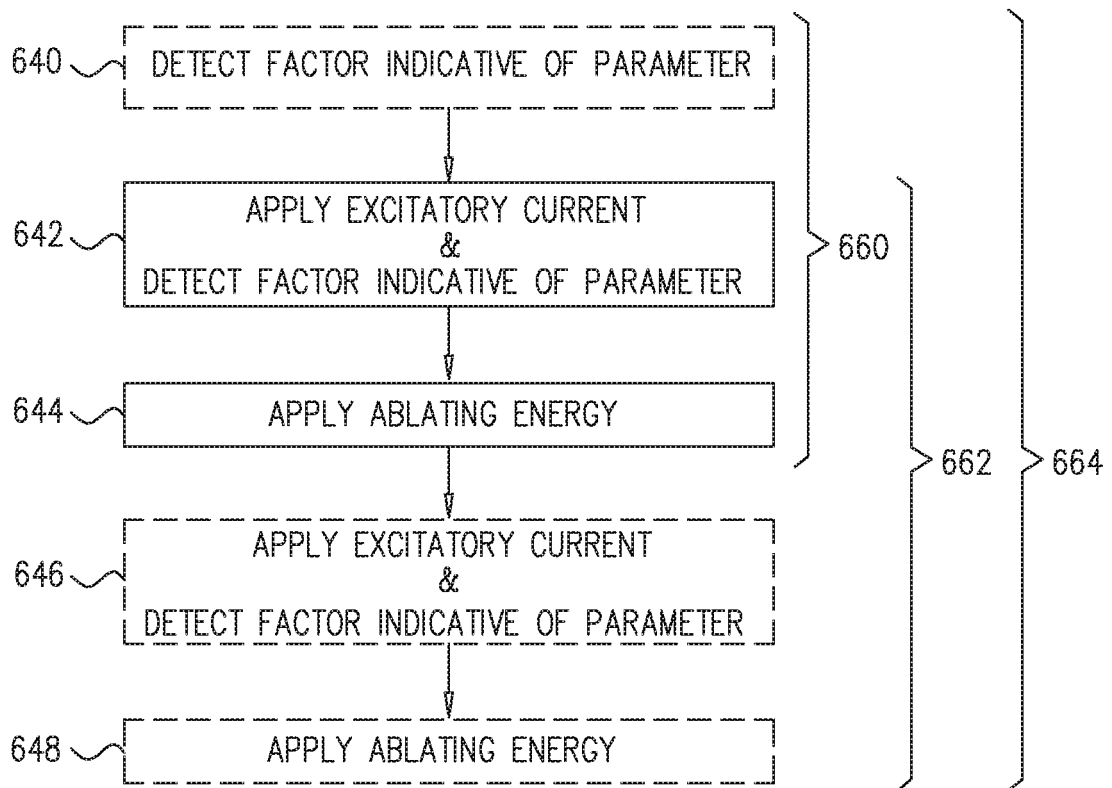 640 DETECT FACTOR INDICATIVE OF PARAMETER
642 APPLY EXCITATORY CURRENT
&
DETECT FACTOR INDICATIVE OF PARAMETER
660
644 APPLY ABLATING ENERGY
662
664
646 APPLY EXCITATORY CURRENT
&
DETECT FACTOR INDICATIVE OF PARAMETER
648 APPLY ABLATING ENERGY